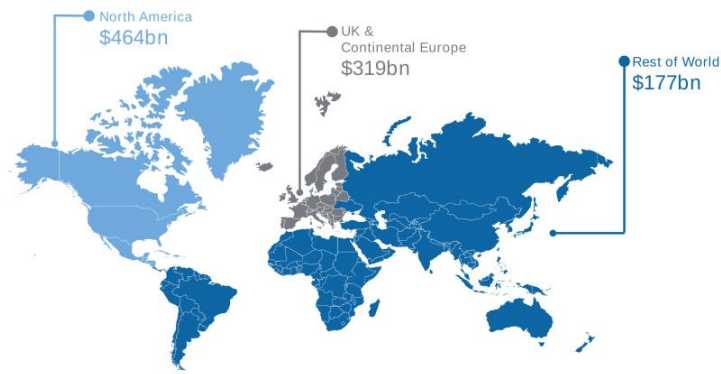 North America
$464bn
UK &
Continental Europe
$319bn
Rest of World
$177bn